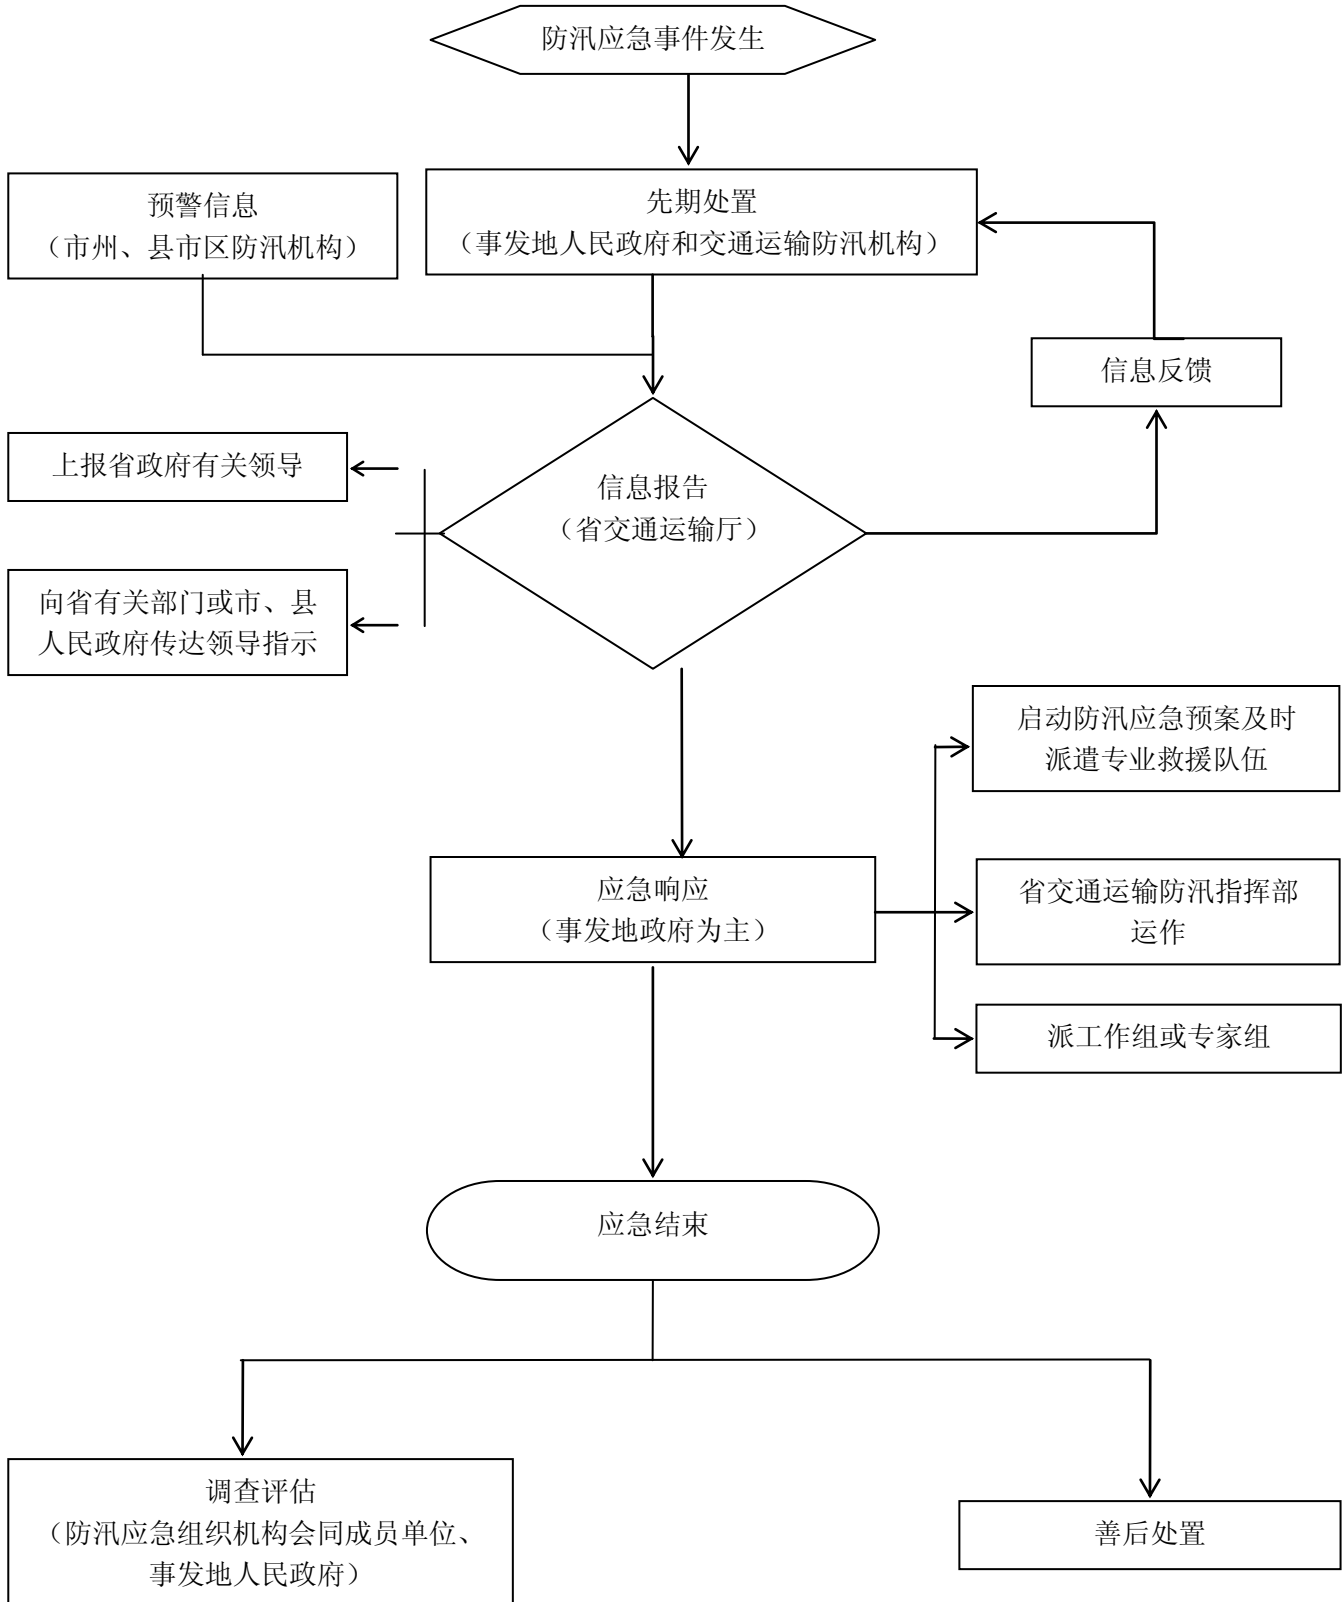 防汛应急事件发生
预警信息
（市州、县市区防汛机构）
先期处置
（事发地人民政府和交通运输防汛机构）
信息反馈
上报省政府有关领导
信息报告
（省交通运输厅）
向省有关部门或市、县
人民政府传达领导指示
启动防汛应急预案及时
派遣专业救援队伍
应急响应
（事发地政府为主）
省交通运输防汛指挥部
运作
派工作组或专家组
应急结束
调查评估
（防汛应急组织机构会同成员单位、
事发地人民政府）
善后处置